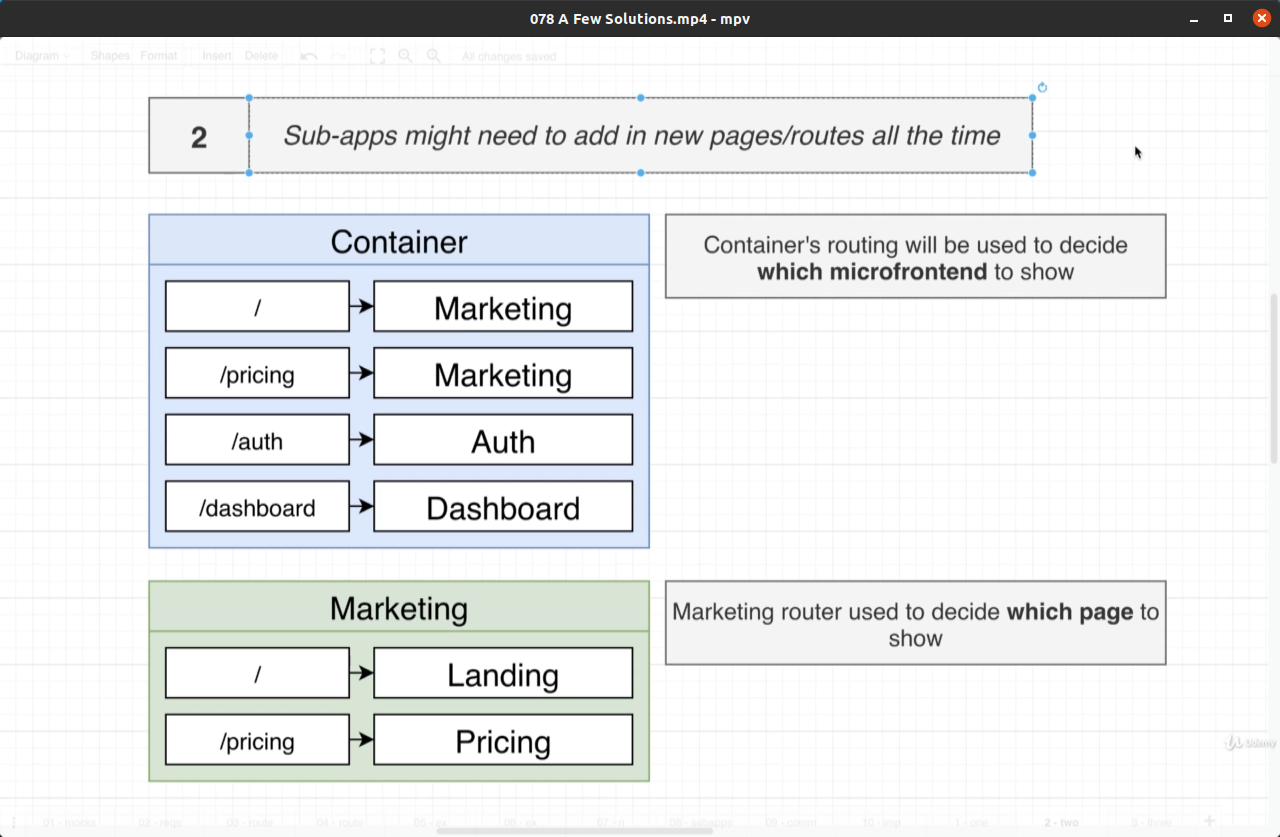 078 A Few Solutions.mp4 - mpv
Diagram Shapes Format Insert Delete All changes saved
2 Sub-apps might need to add in new pages/routes all the time
Container
/ Marketing
/pricing Marketing
/auth Auth
/dashboard Dashboard
Container's routing will be used to decide
which microfrontend to show
Marketing
/ Landing
/pricing Pricing
Marketing router used to decide which page to
show
Udemy
01 - mocks 02 - reqs 03 - route 04 - route 05 - ex 06 - ex 07 - rl 08 - subapps 09 - comm 10 - imp 1 - one 2 - two 3 - three